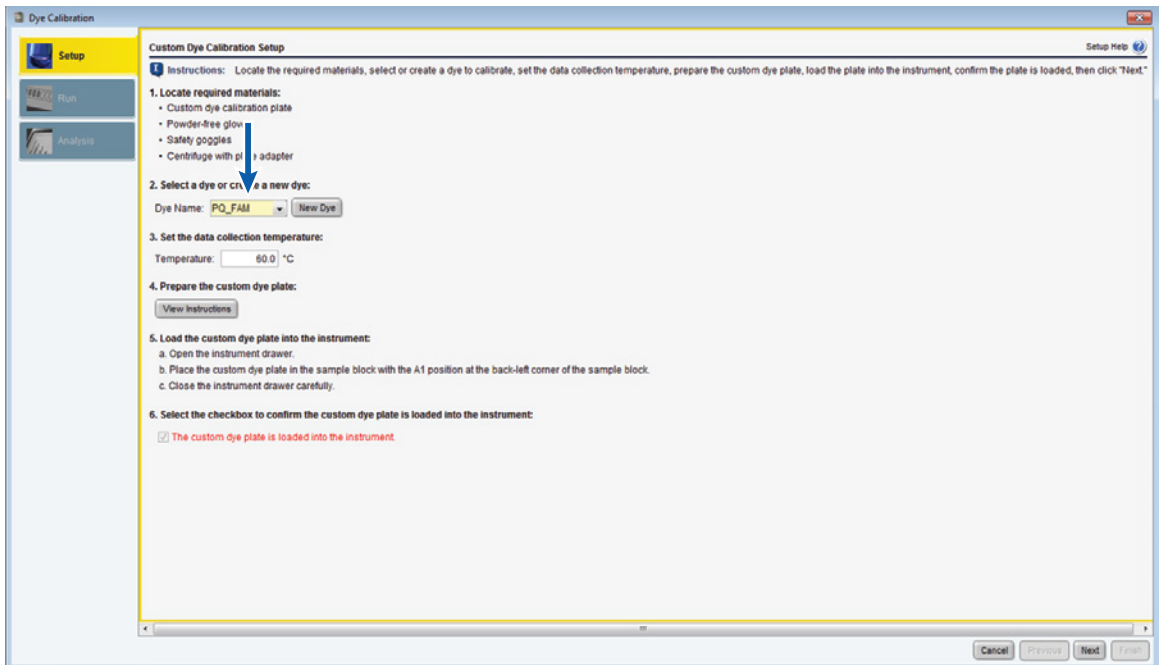 Dye Calibration
Setup
Run
Analysis
Custom Dye Calibration Setup
Setup Help
Instructions: Locate the required materials, select or create a dye to calibrate, set the data collection temperature, prepare the custom dye plate, load the plate into the instrument, confirm the plate is loaded, then click "Next."
1. Locate required materials:
• Custom dye calibration plate
• Powder-free
• Safety goggles
• Centrifuge with adapter
2. Select a dye or a new dye:
Dye Name: PQ_FAM New Dye
3. Set the data collection temperature:
Temperature: 60.0 °C
4. Prepare the custom dye plate:
View Instructions
5. Load the custom dye plate into the instrument:
a. Open the instrument drawer.
b. Place the custom dye plate in the sample block with the A1 position at the back-left corner of the sample block.
c. Close the instrument drawer carefully.
6. Select the checkbox to confirm the custom dye plate is loaded into the instrument:
The custom dye plate is loaded into the instrument.
Cancel Previous Next Finish